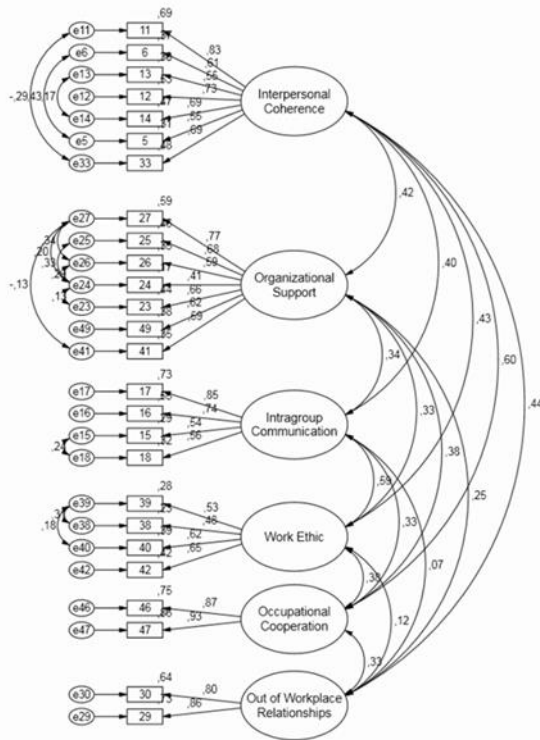 ,69
e11 11
e6 6
,83
,61
e13 13
,55
,73
e12 12
-,29 ,43 ,17
,47 ,69
e14 14
,55
e5 5
,69
e33 33
Interpersonal
Coherence
,42
,59
e27 27
,34
e25 25
,77
,68
,20
e26 26
,59
e24 24
,41
e23 23
,66
-,13
e49 49
,62
,59
e41 41
Organizational
Support
,40
,43
,60
,44
,34
,33
,38
,25
,73
e17 17
,85
e16 16
,74
e15 15
,54
,24
e18 18
,56
Intragroup
Communication
,59
,33
,07
,28
e39 39
,53
e38 38
,46
,18
e40 40
,62
e42 42
,65
Work Ethic
,12
,75
e46 46
,87
e47 47
,93
Occupational
Cooperation
,33
,64
e30 30
,80
e29 29
,86
Out of Workplace
Relationships